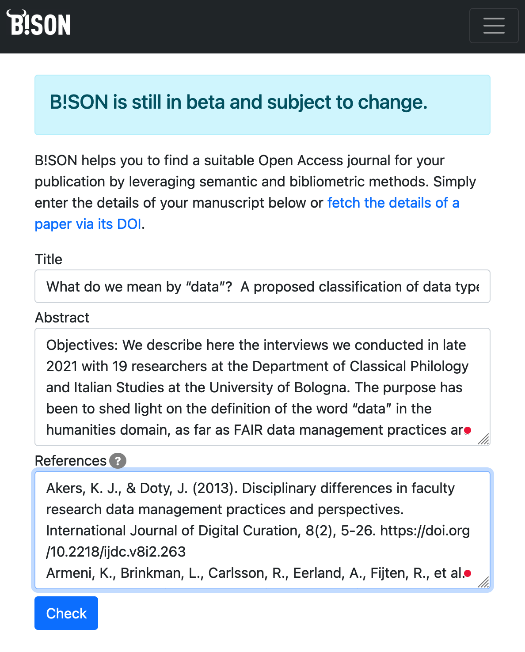 B!SON
B!SON is still in beta and subject to change.
B!SON helps you to find a suitable Open Access journal for your
publication by leveraging semantic and bibliometric methods. Simply
enter the details of your manuscript below or fetch the details of a
paper via its DOI.
Title
What do we mean by “data”? A proposed classification of data type
Abstract
Objectives: We describe here the interviews we conducted in late
2021 with 19 researchers at the Department of Classical Philology
and Italian Studies at the University of Bologna. The purpose has
been to shed light on the definition of the word “data” in the
humanities domain, as far as FAIR data management practices are
References ?
Akers, K. J., & Doty, J. (2013). Disciplinary differences in faculty
research data management practices and perspectives.
International Journal of Digital Curation, 8(2), 5-26. https://doi.org
/10.2218/ijdc.v8i2.263
Armeni, K., Brinkman, L., Carlsson, R., Eerland, A., Fijten, R., et al.
Check